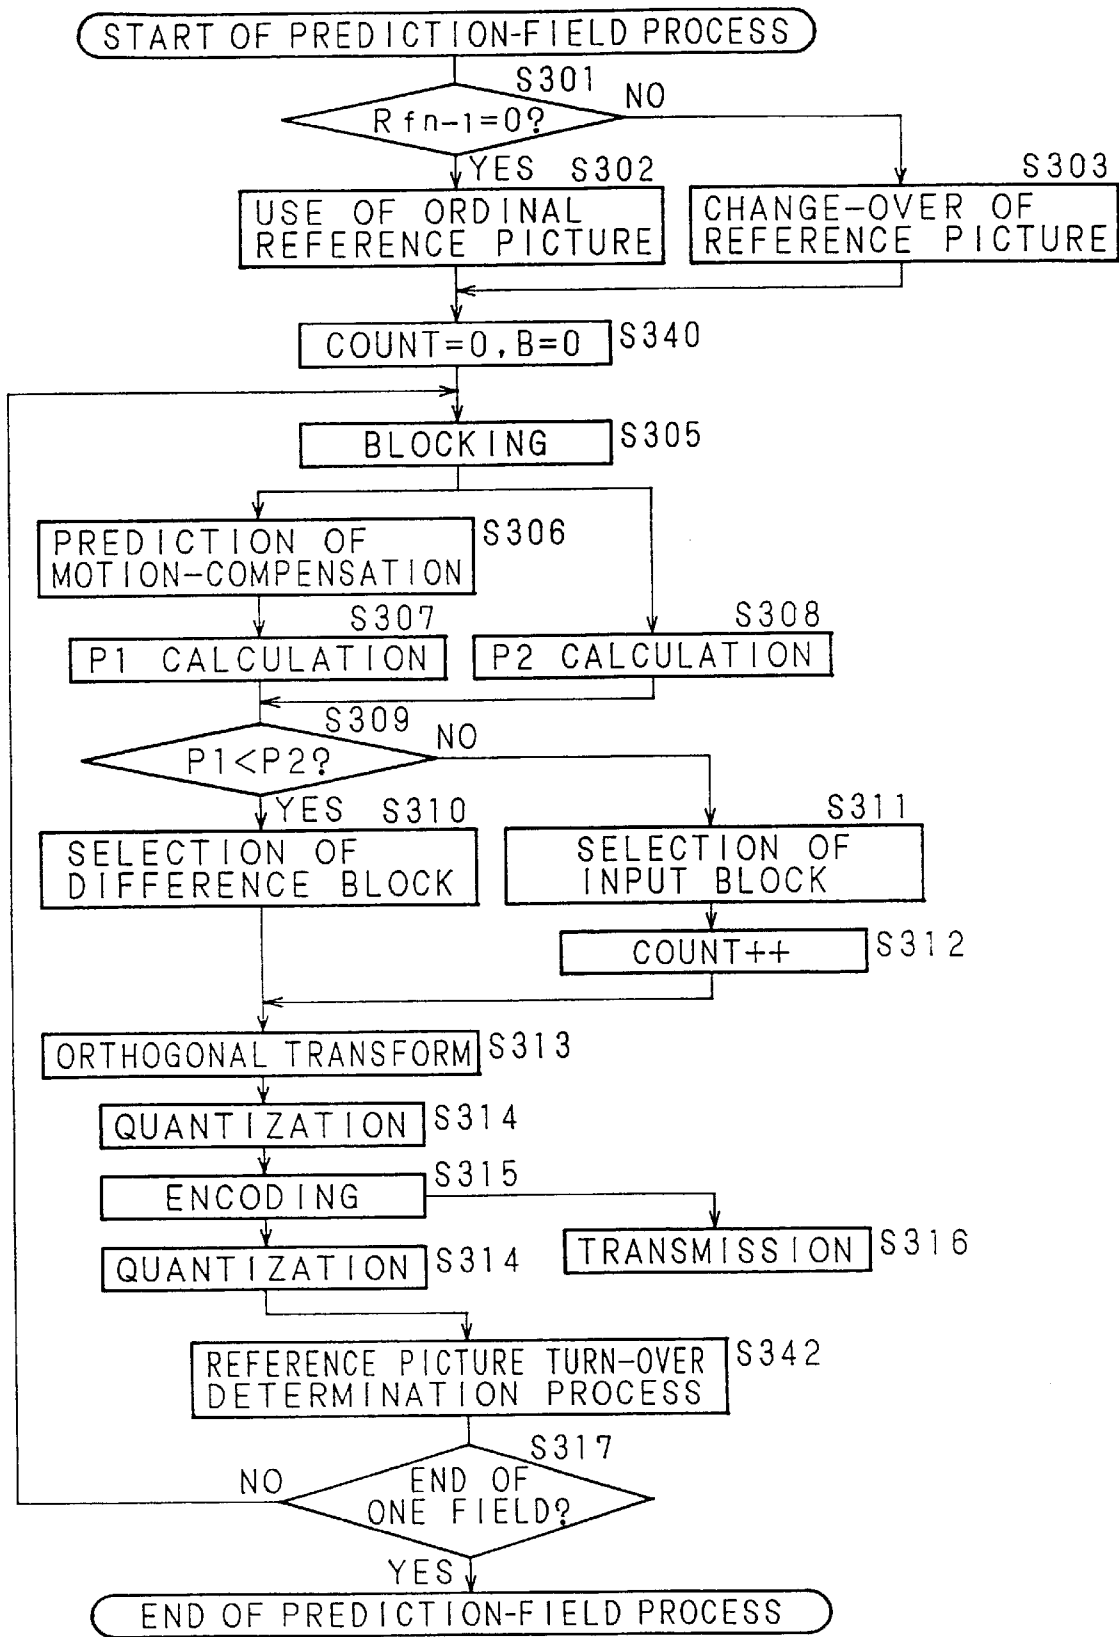 START OF PREDICTION-FIELD PROCESS
S301
Rfn-1=0?
NO
YES
S302
S303
USE OF ORDINAL
REFERENCE PICTURE
CHANGE-OVER OF
REFERENCE PICTURE
COUNT=0,B=0
S340
BLOCKING
S305
PREDICTION OF
MOTION-COMPENSATION
S306
S307
S308
P1 CALCULATION
P2 CALCULATION
S309
P1<P2?
NO
YES
S310
S311
SELECTION OF
DIFFERENCE BLOCK
SELECTION OF
INPUT BLOCK
COUNT++
S312
ORTHOGONAL TRANSFORM
S313
QUANTIZATION
S314
S315
ENCODING
QUANTIZATION
S314
TRANSMISSION
S316
REFERENCE PICTURE TURN-OVER
DETERMINATION PROCESS
S342
S317
NO
END OF
ONE FIELD?
YES
END OF PREDICTION-FIELD PROCESS